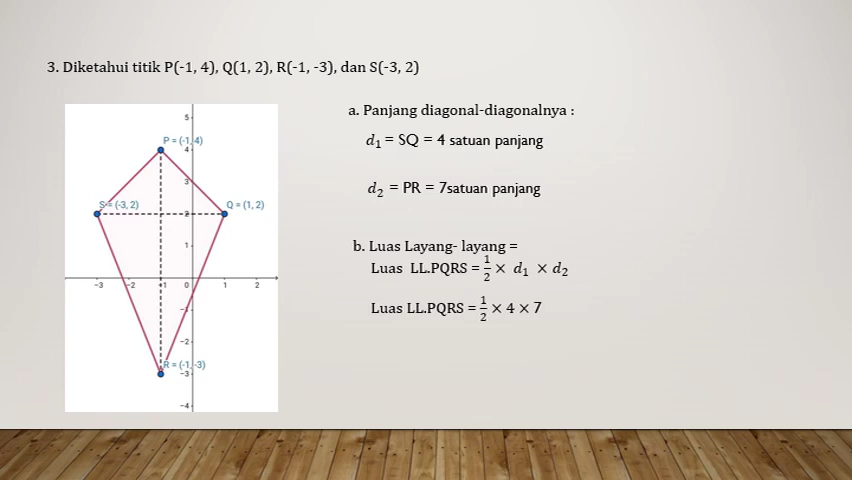 3. Diketahui titik P(-1, 4), Q(1, 2), R(-1, -3), dan S(-3, 2)
a. Panjang diagonal-diagonalnya :
d₁ = SQ = 4 satuan panjang
d₂ = PR = 7satuan panjang
b. Luas Layang- layang =
Luas LL.PQRS = 1/2 × d₁ × d₂
Luas LL.PQRS = 1/2 × 4 × 7
5
P = (-1, 4)
4
3
S = (-3, 2)
Q = (1, 2)
2
1
-3 -2 -1 0 1 2
-1
-2
R = (-1, -3)
-3
-4